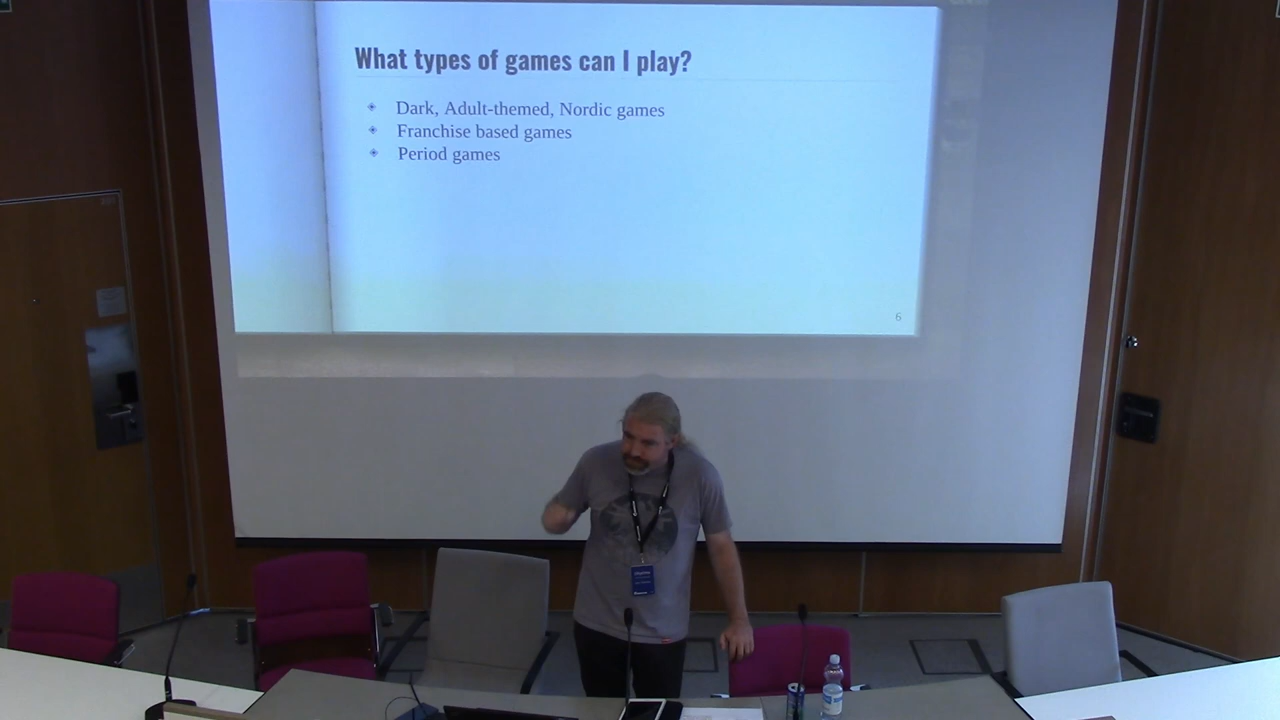 What types of games can I play?
Dark, Adult-themed, Nordic games
Franchise based games
Period games
6